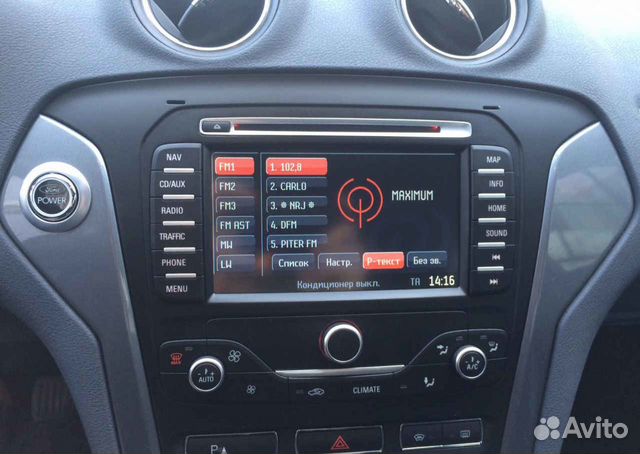 NAV
CD/AUX
RADIO
TRAFFIC
PHONE
MENU
Ford
POWER
FM1
FM2
FM3
FM AST
MW
LW
1. 102,8
2. CARLO
3. * NRJ *
4. DFM
5. PITER FM
MAXIMUM
Список
Настр.
Р-текст
Без зв.
Кондиционер выкл.
TA 14:16
MAP
INFO
HOME
SOUND
AUTO
MAX
CLIMATE
A/C
P
Avito